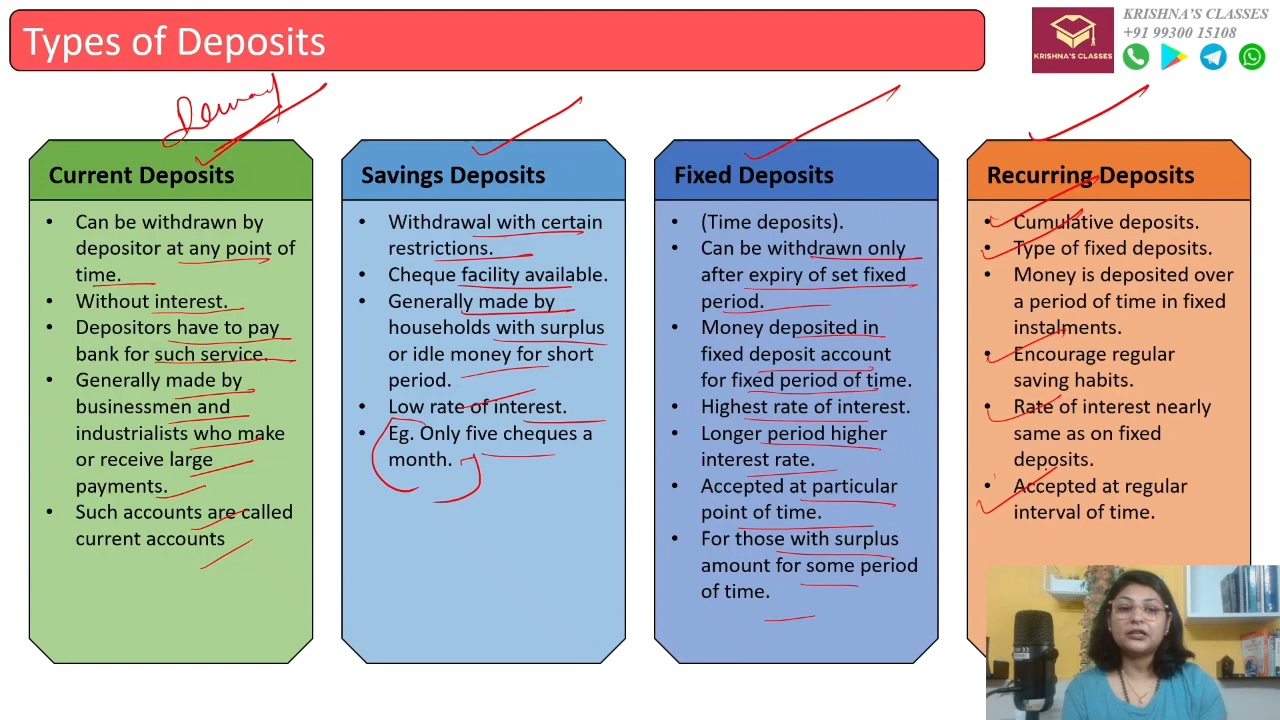 Types of Deposits
KRISHNA'S CLASSES
+91 99300 15108
KRISHNA'S CLASSES
Demand
Current Deposits
• Can be withdrawn by
depositor at any point of
time.
• Without interest.
• Depositors have to pay
bank for such service.
• Generally made by
businessmen and
industrialists who make
or receive large
payments.
• Such accounts are called
current accounts
Savings Deposits
• Withdrawal with certain
restrictions.
• Cheque facility available.
• Generally made by
households with surplus
or idle money for short
period.
• Low rate of interest.
• Eg. Only five cheques a
month.
Fixed Deposits
• (Time deposits).
• Can be withdrawn only
after expiry of set fixed
period.
• Money deposited in
fixed deposit account
for fixed period of time.
• Highest rate of interest.
• Longer period higher
interest rate.
• Accepted at particular
point of time.
• For those with surplus
amount for some period
of time.
Recurring Deposits
• Cumulative deposits.
• Type of fixed deposits.
• Money is deposited over
a period of time in fixed
instalments.
• Encourage regular
saving habits.
• Rate of interest nearly
same as on fixed
deposits.
• Accepted at regular
interval of time.